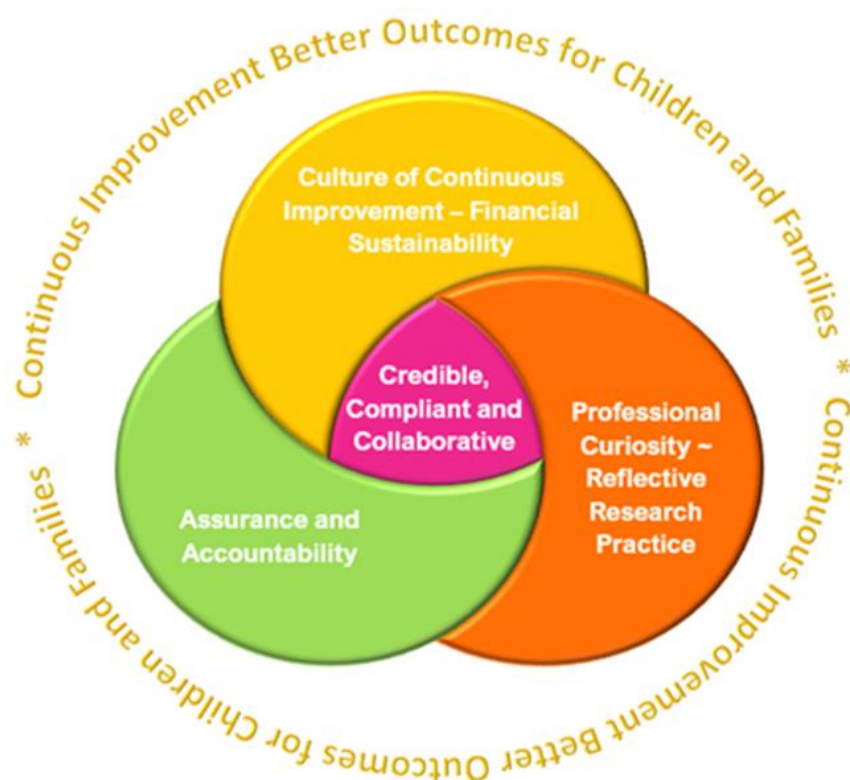 Continuous Improvement Better Outcomes for Children and Families * Continuous Improvement Better Outcomes for Children and Families *
Culture of Continuous
Improvement – Financial
Sustainability
Credible,
Compliant and
Collaborative
Professional
Curiosity ~
Reflective
Research
Practice
Assurance and
Accountability